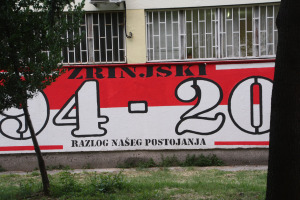 ZRINJSKI
94 - 20
RAZLOG NAŠEG POSTOJANJA